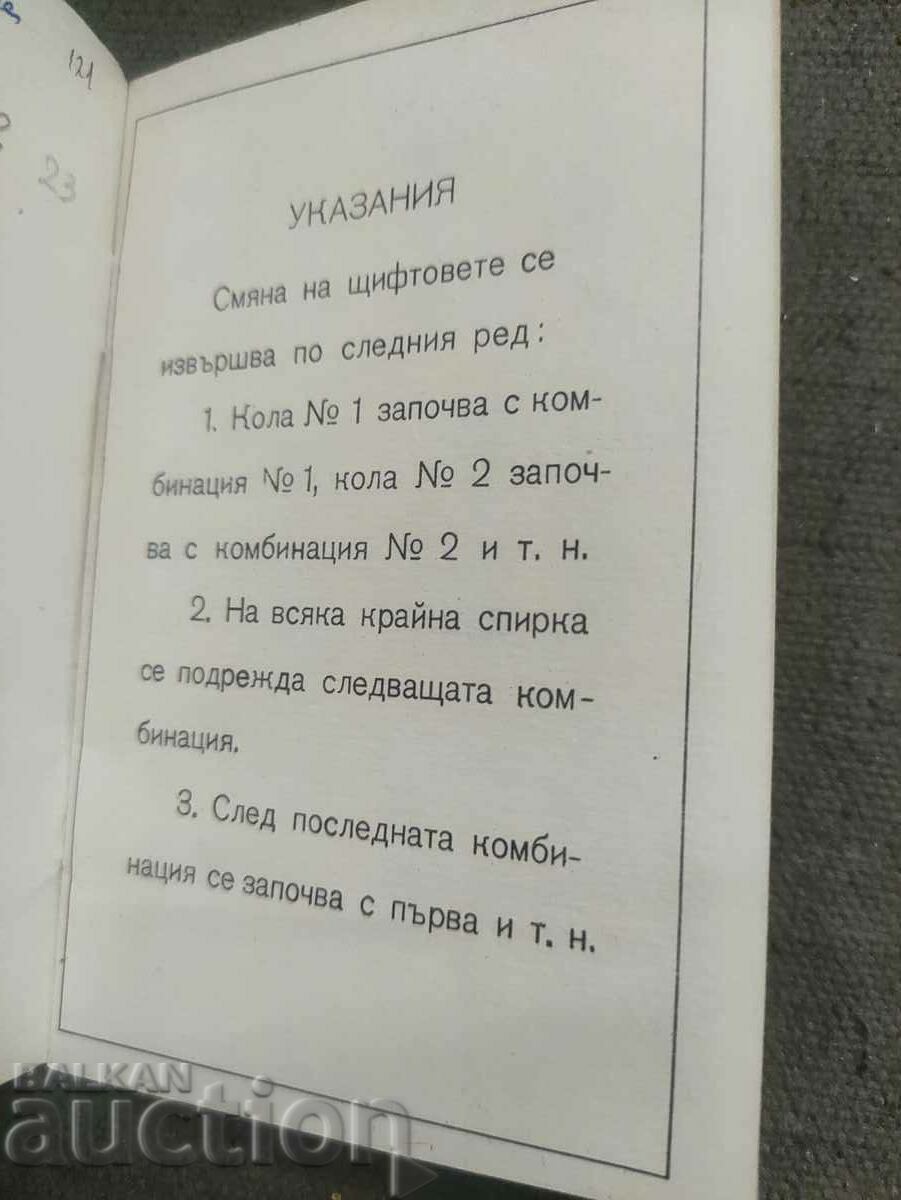 121
23
УКАЗАНИЯ
Смяна на щифтовете се
извършва по следния ред:
1. Кола № 1 започва с ком-
бинация № 1, кола № 2 започ-
ва с комбинация № 2 и т. н.
2. На всяка крайна спирка
се подрежда следващата ком-
бинация.
3. След последната комби-
нация се започва с първа и т. н.
BALKAN
auction